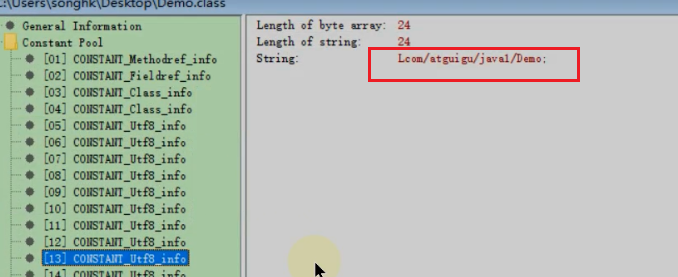 :\Users\songhk\Desktop\Demo.class
General Information
Constant Pool
[01] CONSTANT_Methodref_info
[02] CONSTANT_Fieldref_info
[03] CONSTANT_Class_info
[04] CONSTANT_Class_info
[05] CONSTANT_Utf8_info
[06] CONSTANT_Utf8_info
[07] CONSTANT_Utf8_info
[08] CONSTANT_Utf8_info
[09] CONSTANT_Utf8_info
[10] CONSTANT_Utf8_info
[11] CONSTANT_Utf8_info
[12] CONSTANT_Utf8_info
[13] CONSTANT_Utf8_info
[14] CONSTANT_Utf8_info
Length of byte array: 24
Length of string: 24
String: Lcom/atguigu/java1/Demo;